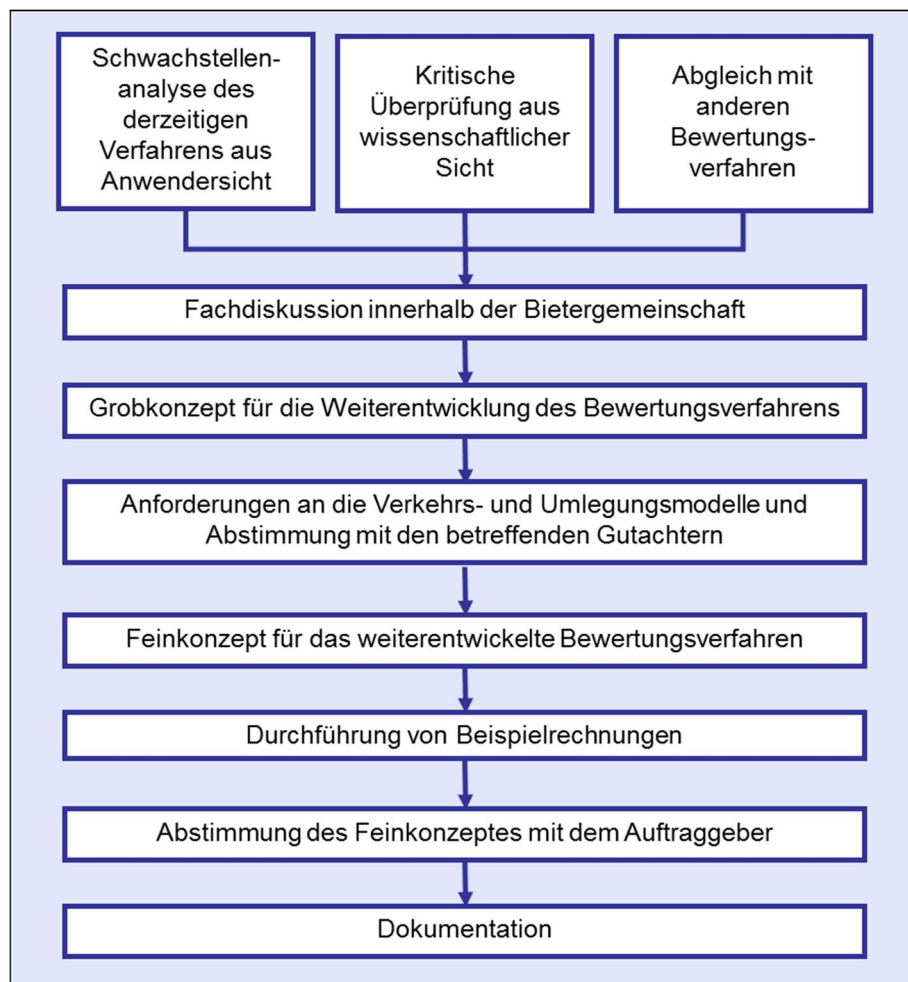 Schwachstellen-
analyse des
derzeitigen
Verfahrens aus
Anwendersicht
Kritische
Überprüfung aus
wissenschaftlicher
Sicht
Abgleich mit
anderen
Bewertungs-
verfahren
Fachdiskussion innerhalb der Bietergemeinschaft
Grobkonzept für die Weiterentwicklung des Bewertungsverfahrens
Anforderungen an die Verkehrs- und Umlegungsmodelle und
Abstimmung mit den betreffenden Gutachtern
Feinkonzept für das weiterentwickelte Bewertungsverfahren
Durchführung von Beispielrechnungen
Abstimmung des Feinkonzeptes mit dem Auftraggeber
Dokumentation